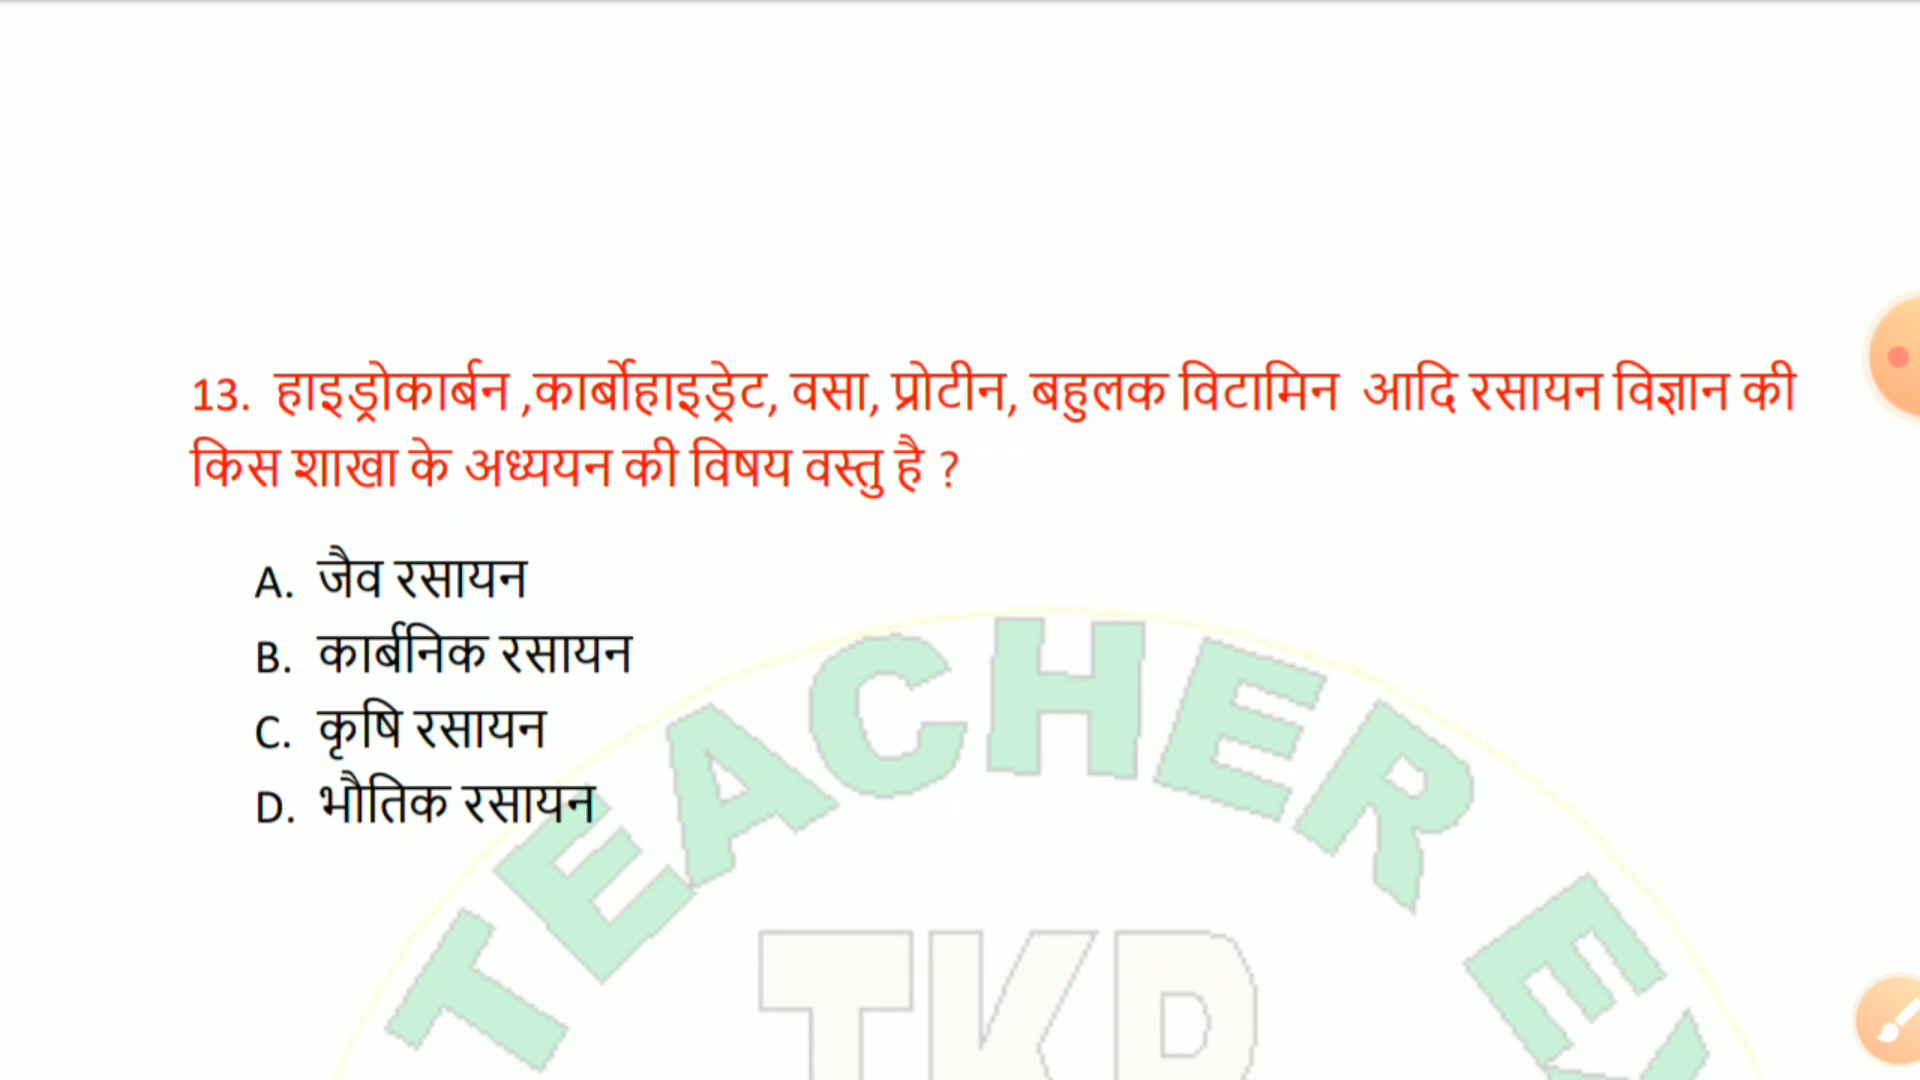 13. हाइड्रोकार्बन ,कार्बोहाइड्रेट, वसा, प्रोटीन, बहुलक विटामिन आदि रसायन विज्ञान की
किस शाखा के अध्ययन की विषय वस्तु है ?
A. जैव रसायन
B. कार्बनिक रसायन
C. कृषि रसायन
D. भौतिक रसायन
TEACHER
TKP